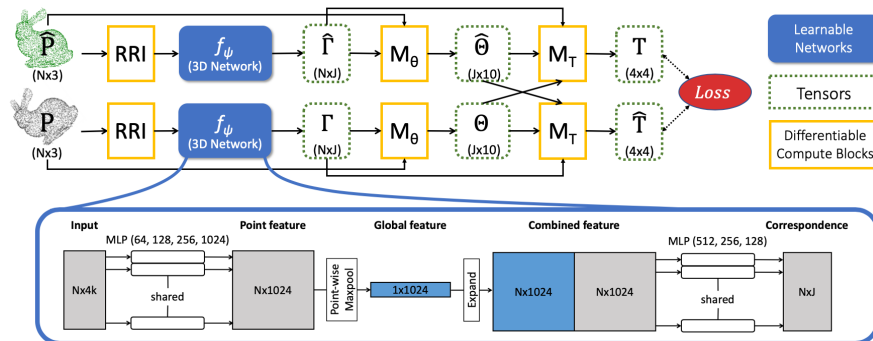 P̂
(Nx3)
RRI
f_ψ
(3D Network)
Γ̂
(NxJ)
M_θ
Θ̂
(Jx10)
M_T
T
(4x4)
P
(Nx3)
RRI
f_ψ
(3D Network)
Γ
(NxJ)
M_θ
Θ
(Jx10)
M_T
T̂
(4x4)
Loss
Learnable
Networks
Tensors
Differentiable
Compute Blocks
Input
Point feature
Global feature
Combined feature
Correspondence
MLP (64, 128, 256, 1024)
MLP (512, 256, 128)
Nx4k
shared
Nx1024
Point-wise
Maxpool
1x1024
Expand
Nx1024
Nx1024
shared
NxJ